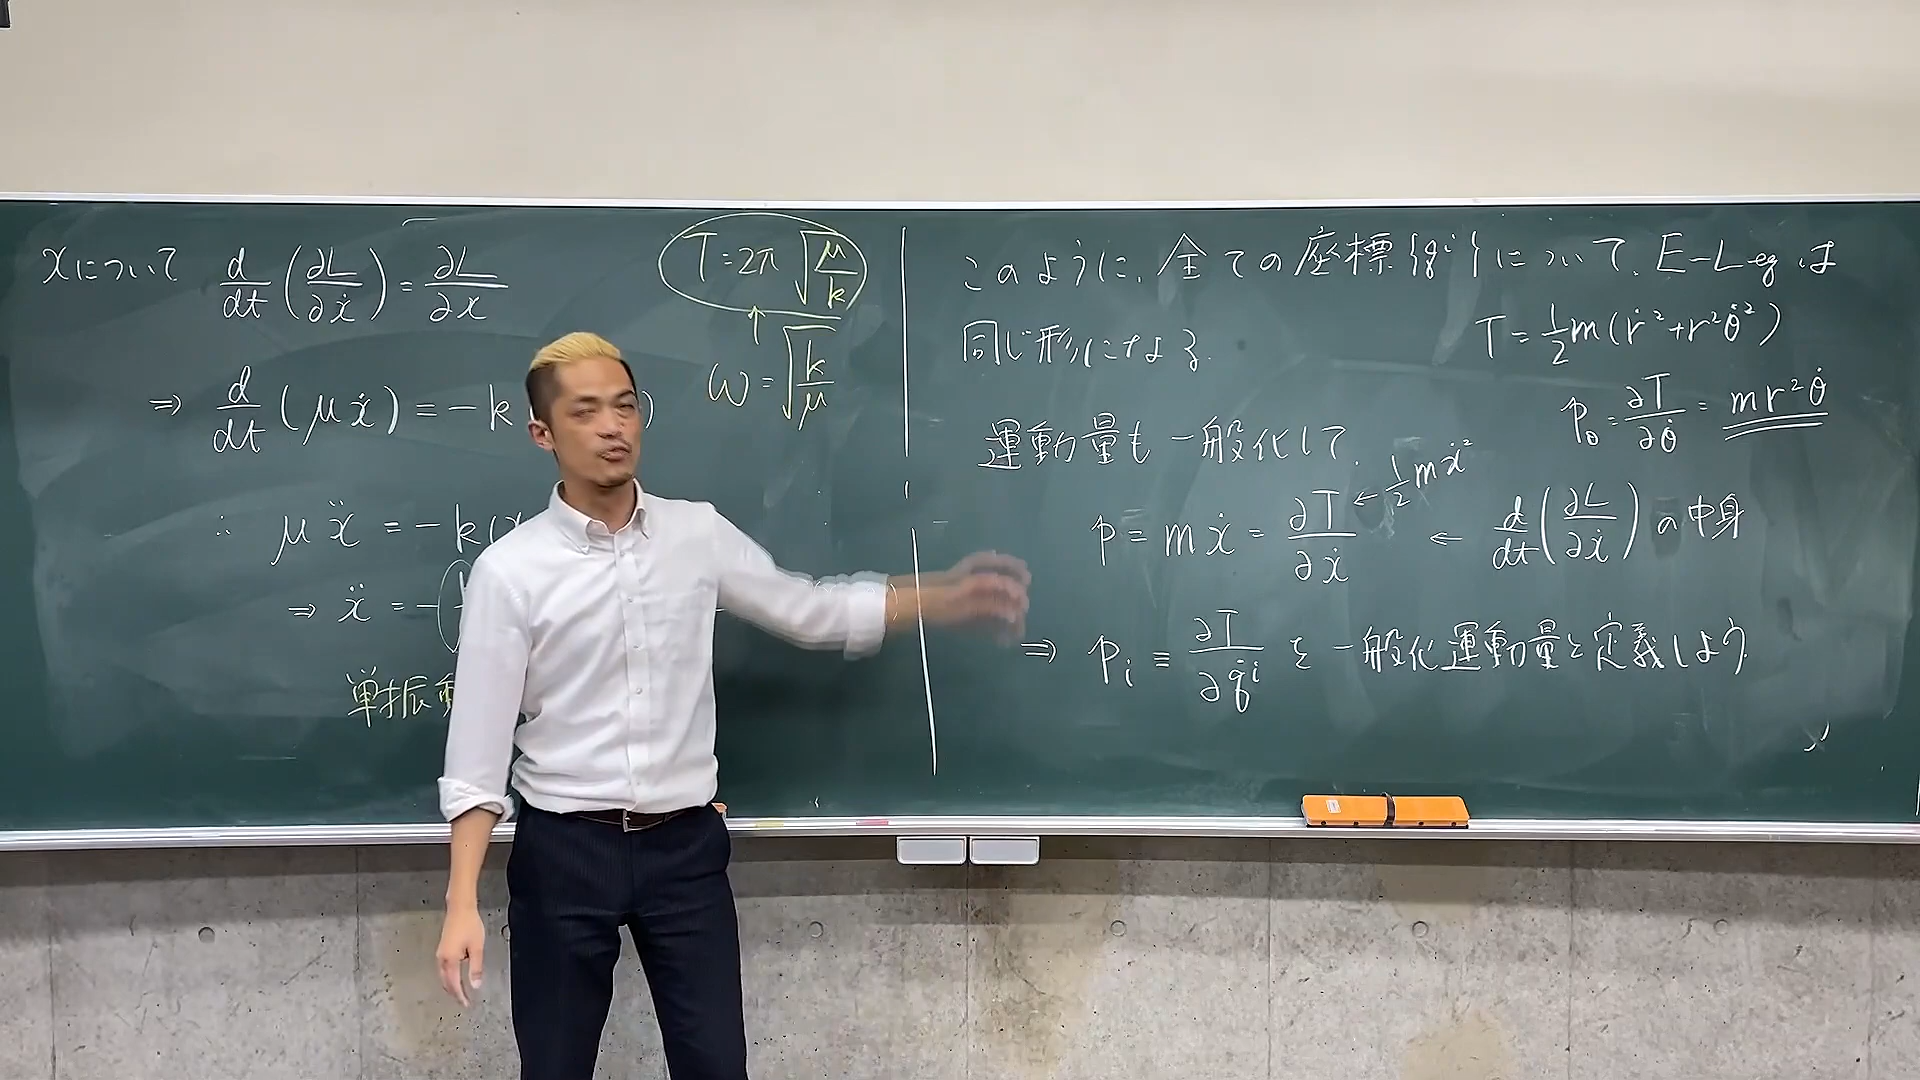 xについて d/dt(∂L/∂ẋ) = ∂L/∂x
⇒ d/dt(μẋ) = -k )
∴ μẍ = -k(
⇒ ẍ = -(
単振動
T = 2π√(μ/k)
↑
ω = √(k/μ)
このように、全ての座標{qⁱ}について、E-L eq は
同じ形になる.
T = 1/2 m(ṙ² + r²θ̇²)
p_θ = ∂T/∂θ̇ = mr²θ̇
運動量も一般化して、
p = mẋ = ∂T/∂ẋ ← 1/2 mẋ² ← d/dt(∂L/∂ẋ)の中身
⇒ pᵢ ≡ ∂T/∂q̇ⁱ を一般化運動量と定義しよう